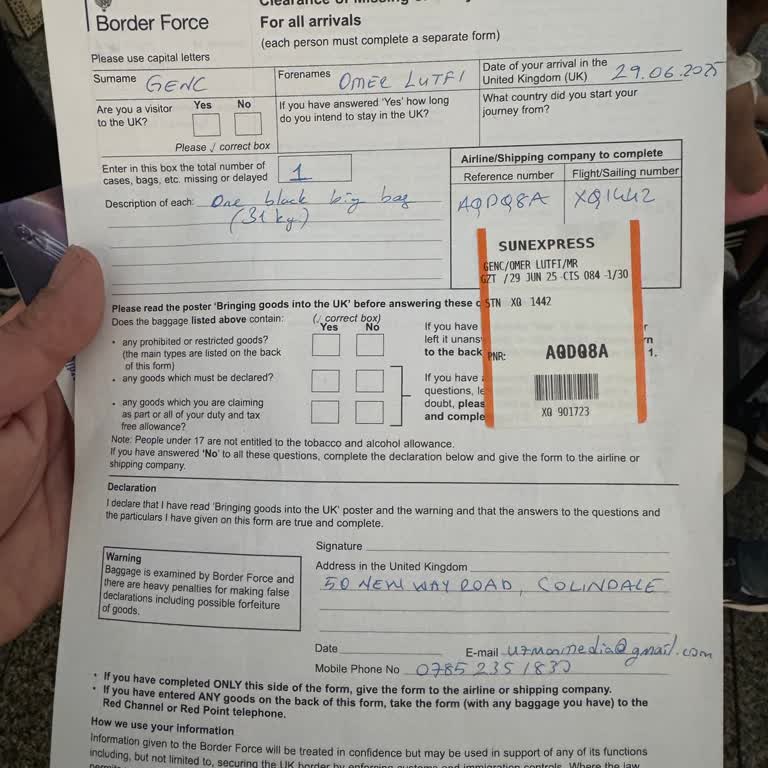 Border Force
For all arrivals
(each person must complete a separate form)
Please use capital letters
Surname GENC
Forenames OMER LUTFI
Date of your arrival in the
United Kingdom (UK) 29.06.2025
Are you a visitor
to the UK?
Yes No
Please √ correct box
If you have answered 'Yes' how long
do you intend to stay in the UK?
What country did you start your
journey from?
Enter in this box the total number of
cases, bags, etc. missing or delayed
1
Airline/Shipping company to complete
Reference number Flight/Sailing number
AQDQ8A XQ1442
Description of each: One black big bag
(31 kg)
SUNEXPRESS
GENC/OMER LUTFI/MR
GZT /29 JUN 25 CIS 084 -1/30
STN XQ 1442
PNR: AQDQ8A
XQ 901723
Please read the poster 'Bringing goods into the UK' before answering these
Does the baggage listed above contain:
(√ correct box)
Yes No
• any prohibited or restricted goods?
(the main types are listed on the back
of this form)
• any goods which must be declared?
• any goods which you are claiming
as part or all of your duty and tax
free allowance?
If you have
left it unans
to the back
1.
If you have
questions, le
doubt, pleas
and comple
Note: People under 17 are not entitled to the tobacco and alcohol allowance.
If you have answered 'No' to all these questions, complete the declaration below and give the form to the airline or
shipping company.
Declaration
I declare that I have read 'Bringing goods into the UK' poster and the warning and that the answers to the questions and
the particulars I have given on this form are true and complete.
Warning
Baggage is examined by Border Force and
there are heavy penalties for making false
declarations including possible forfeiture
of goods.
Signature
Address in the United Kingdom
50 NEW WAY ROAD, COLINDALE
Date
E-mail uzmanmedia@gmail.com
Mobile Phone No 0785 235 1830
• If you have completed ONLY this side of the form, give the form to the airline or shipping company.
• If you have entered ANY goods on the back of this form, take the form (with any baggage you have) to the
Red Channel or Red Point telephone.
How we use your information
Information given to the Border Force will be treated in confidence but may be used in support of any of its functions
including, but not limited to, securing the UK border by enforcing customs and immigration controls. Where the law